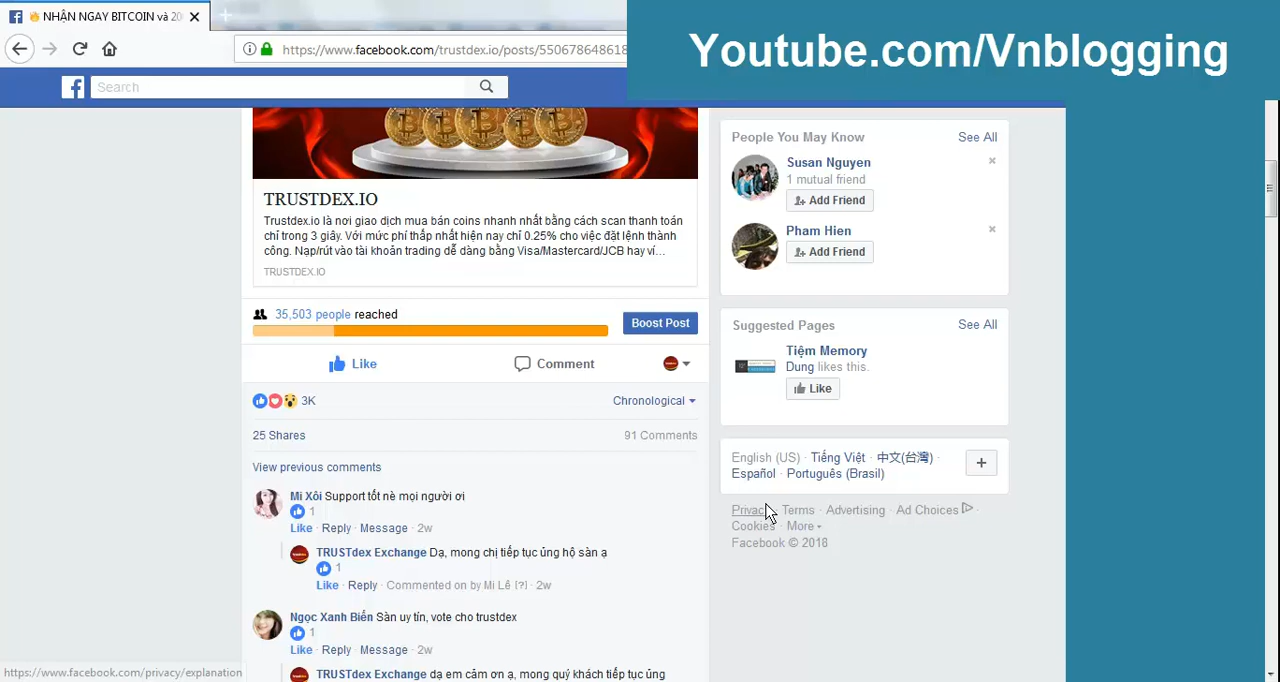 🔥 NHẬN NGAY BITCOIN và 20
https://www.facebook.com/trustdex.io/posts/550678648618
Youtube.com/Vnblogging
Search
TRUSTDEX.IO
Trustdex.io là nơi giao dịch mua bán coins nhanh nhất bằng cách scan thanh toán
chỉ trong 3 giây. Với mức phí thấp nhất hiện nay chỉ 0.25% cho việc đặt lệnh thành
công. Nạp/rút vào tài khoản trading dễ dàng bằng Visa/Mastercard/JCB hay ví...
TRUSTDEX.IO
35,503 people reached
Boost Post
Like Comment
3K Chronological
25 Shares 91 Comments
View previous comments
Mi Xôi Support tốt nè mọi người ơi
1
Like · Reply · Message · 2w
TRUSTdex Exchange Dạ, mong chị tiếp tục ủng hộ sàn ạ
1
Like · Reply · Commented on by Mi Lê [?] · 2w
Ngọc Xanh Biển Sàn uy tín, vote cho trustdex
1
Like · Reply · Message · 2w
TRUSTdex Exchange dạ em cảm ơn ạ, mong quý khách tiếp tục ủng
People You May Know See All
Susan Nguyen
1 mutual friend
Add Friend
Pham Hien
Add Friend
Suggested Pages See All
Tiệm Memory
Dung likes this.
Like
English (US) · Tiếng Việt · 中文(台灣) ·
Español · Português (Brasil)
Privac Terms · Advertising · Ad Choices ·
Cookies · More
Facebook © 2018
https://www.facebook.com/privacy/explanation